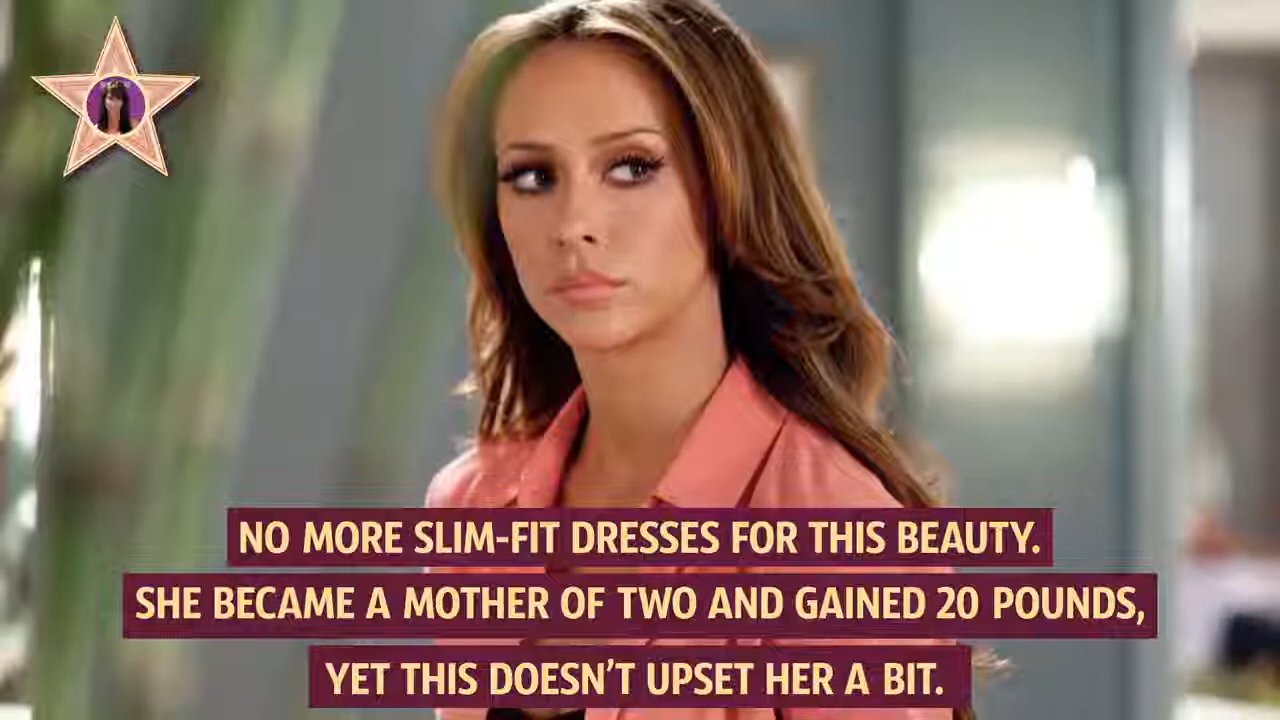 NO MORE SLIM-FIT DRESSES FOR THIS BEAUTY.
SHE BECAME A MOTHER OF TWO AND GAINED 20 POUNDS,
YET THIS DOESN'T UPSET HER A BIT.